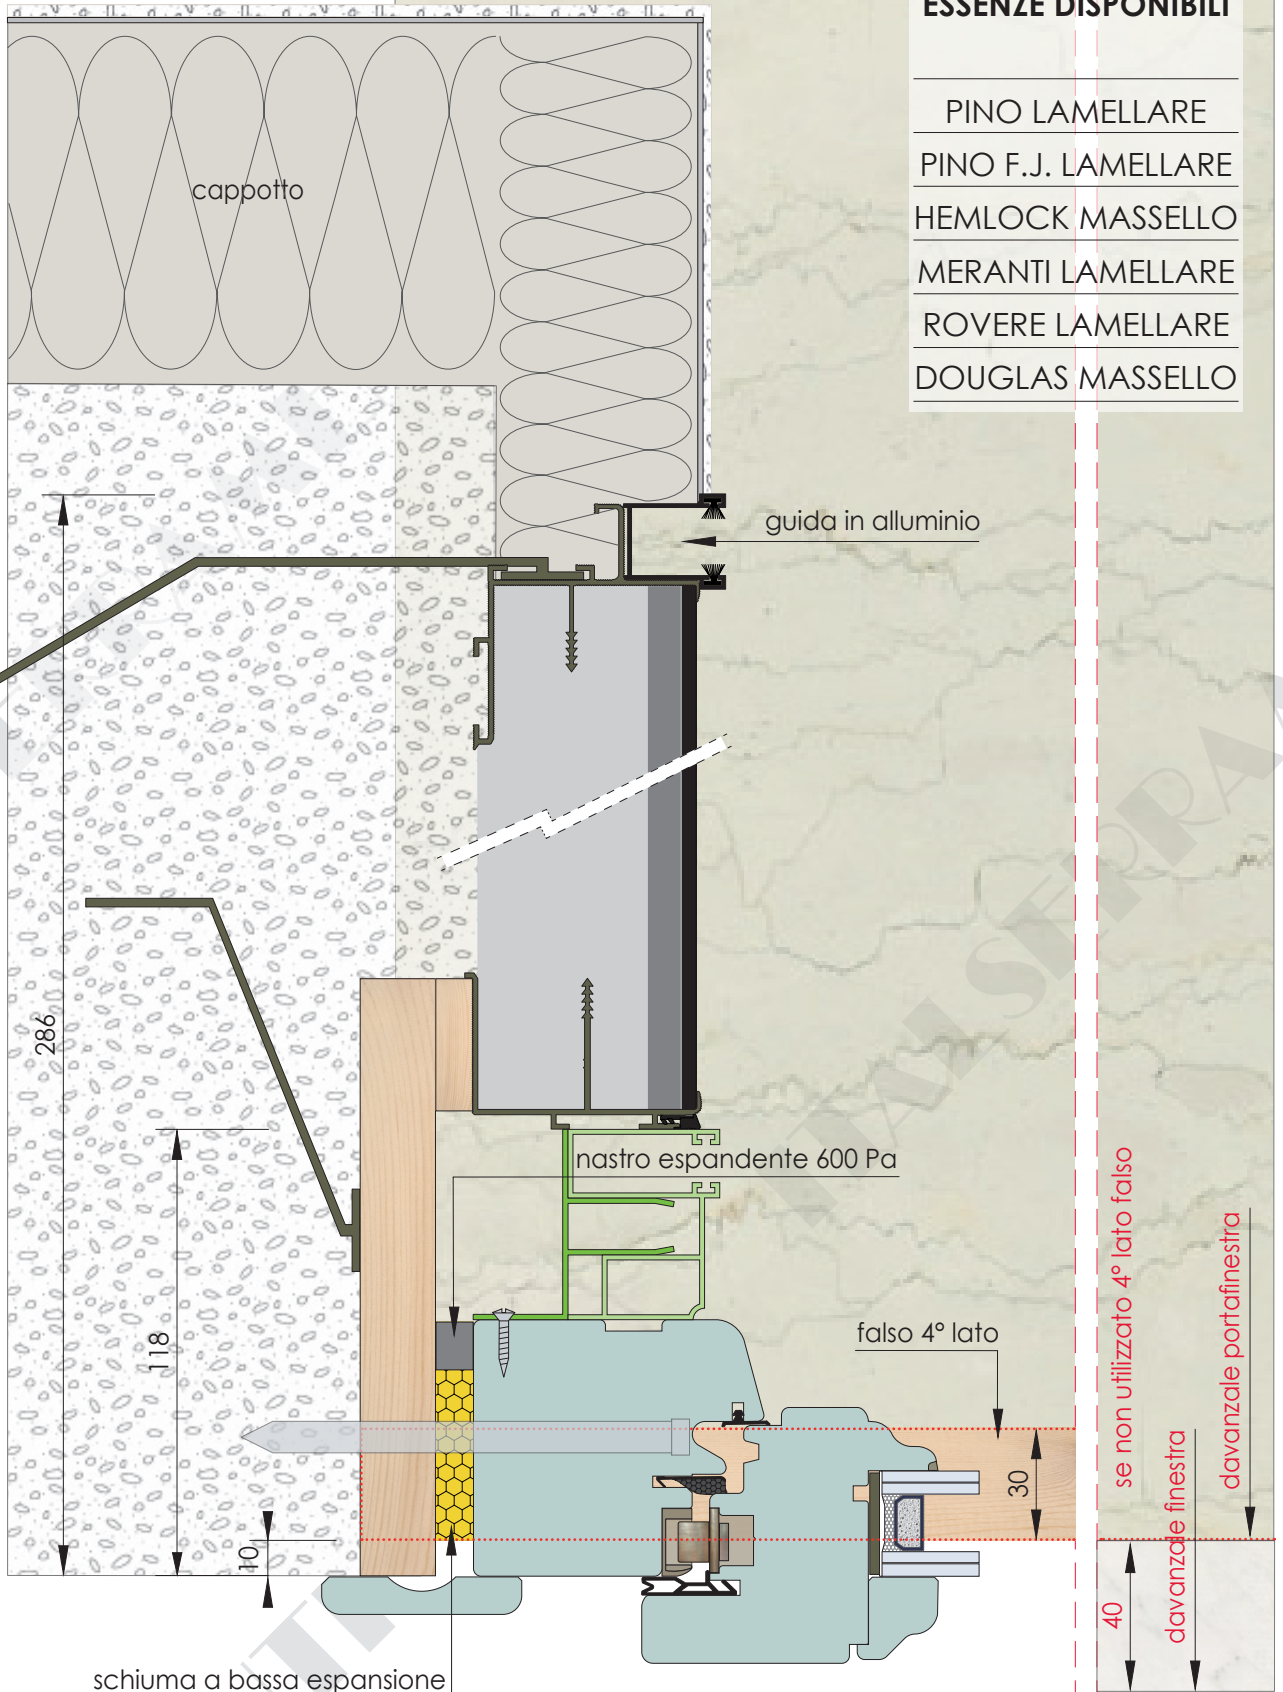 ESSENZE DISPONIBILI
PINO LAMELLARE
PINO F.J. LAMELLARE
HEMLOCK MASSELLO
MERANTI LAMELLARE
ROVERE LAMELLARE
DOUGLAS MASSELLO
cappotto
guida in alluminio
286
nastro espandente 600 Pa
118
falso 4° lato
30
10
se non utilizzato 4° lato falso
davanzale portafinestra
davanzale finestra
40
schiuma a bassa espansione
ITALSERRA